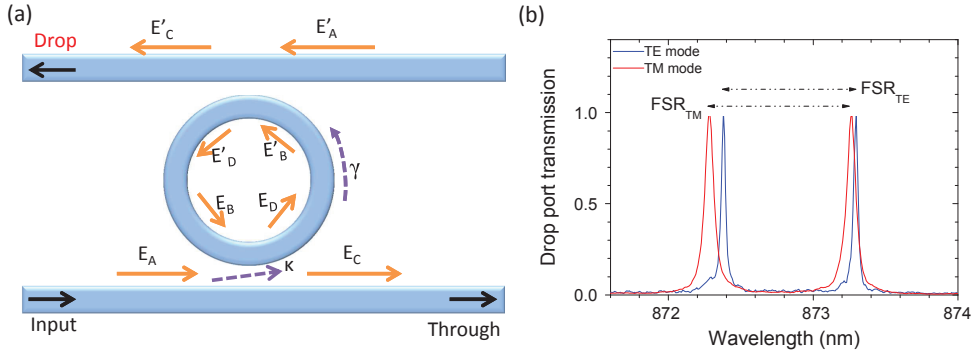 (a)
E'C
E'A
Drop
E'D
E'B
EB
ED
γ
EA
κ
EC
Input
Through
(b)
TE mode
TM mode
FSRTE
FSRTM
1.0
0.5
0.0
Drop port transmission
872
873
874
Wavelength (nm)